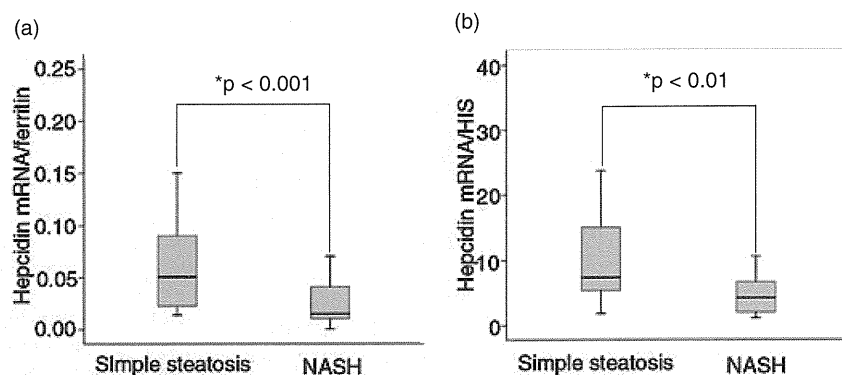 (a)
Hepcidin mRNA/ferritin
0.25
0.20
0.15
0.10
0.05
0.00
*p < 0.001
SImple steatosis
NASH
(b)
Hepcidin mRNA/HIS
40
30
20
10
0
*p < 0.01
Simple steatosis
NASH